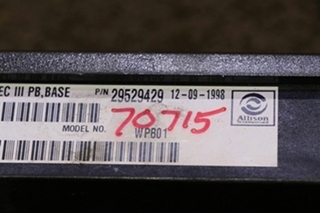 EC III PB,BASE P/N 29529429 12-09-1998
70715
MODEL NO. WPB01
Allison